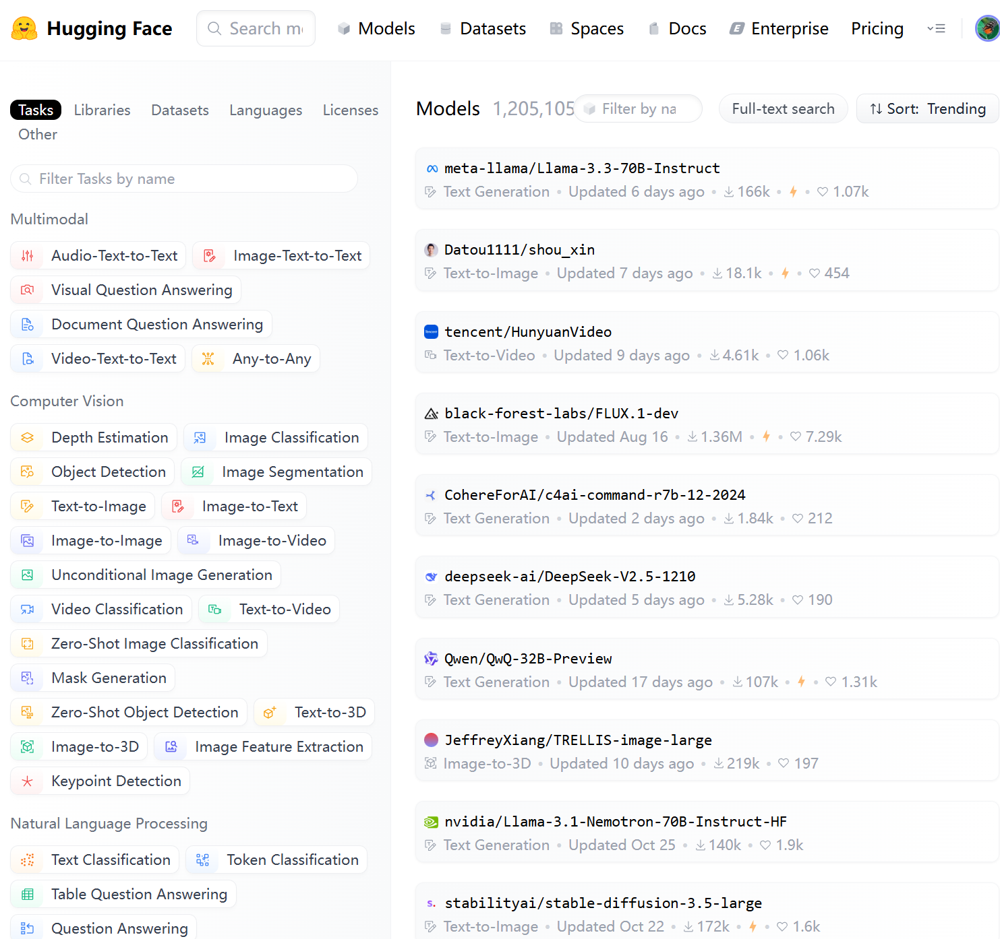 Hugging Face
Search m
Models
Datasets
Spaces
Docs
Enterprise
Pricing
Tasks
Libraries
Datasets
Languages
Licenses
Other
Filter Tasks by name
Multimodal
Audio-Text-to-Text
Image-Text-to-Text
Visual Question Answering
Document Question Answering
Video-Text-to-Text
Any-to-Any
Computer Vision
Depth Estimation
Image Classification
Object Detection
Image Segmentation
Text-to-Image
Image-to-Text
Image-to-Image
Image-to-Video
Unconditional Image Generation
Video Classification
Text-to-Video
Zero-Shot Image Classification
Mask Generation
Zero-Shot Object Detection
Text-to-3D
Image-to-3D
Image Feature Extraction
Keypoint Detection
Natural Language Processing
Text Classification
Token Classification
Table Question Answering
Question Answering
Models 1,205,105
Filter by na
Full-text search
Sort: Trending
meta-llama/Llama-3.3-70B-Instruct
Text Generation • Updated 6 days ago • 166k • • 1.07k
Datou1111/shou_xin
Text-to-Image • Updated 7 days ago • 18.1k • • 454
tencent/HunyuanVideo
Text-to-Video • Updated 9 days ago • 4.61k • 1.06k
black-forest-labs/FLUX.1-dev
Text-to-Image • Updated Aug 16 • 1.36M • • 7.29k
CohereForAI/c4ai-command-r7b-12-2024
Text Generation • Updated 2 days ago • 1.84k • 212
deepseek-ai/DeepSeek-V2.5-1210
Text Generation • Updated 5 days ago • 5.28k • 190
Qwen/QwQ-32B-Preview
Text Generation • Updated 17 days ago • 107k • • 1.31k
JeffreyXiang/TRELLIS-image-large
Image-to-3D • Updated 10 days ago • 219k • 197
nvidia/Llama-3.1-Nemotron-70B-Instruct-HF
Text Generation • Updated Oct 25 • 140k • 1.9k
s. stabilityai/stable-diffusion-3.5-large
Text-to-Image • Updated Oct 22 • 172k • • 1.6k